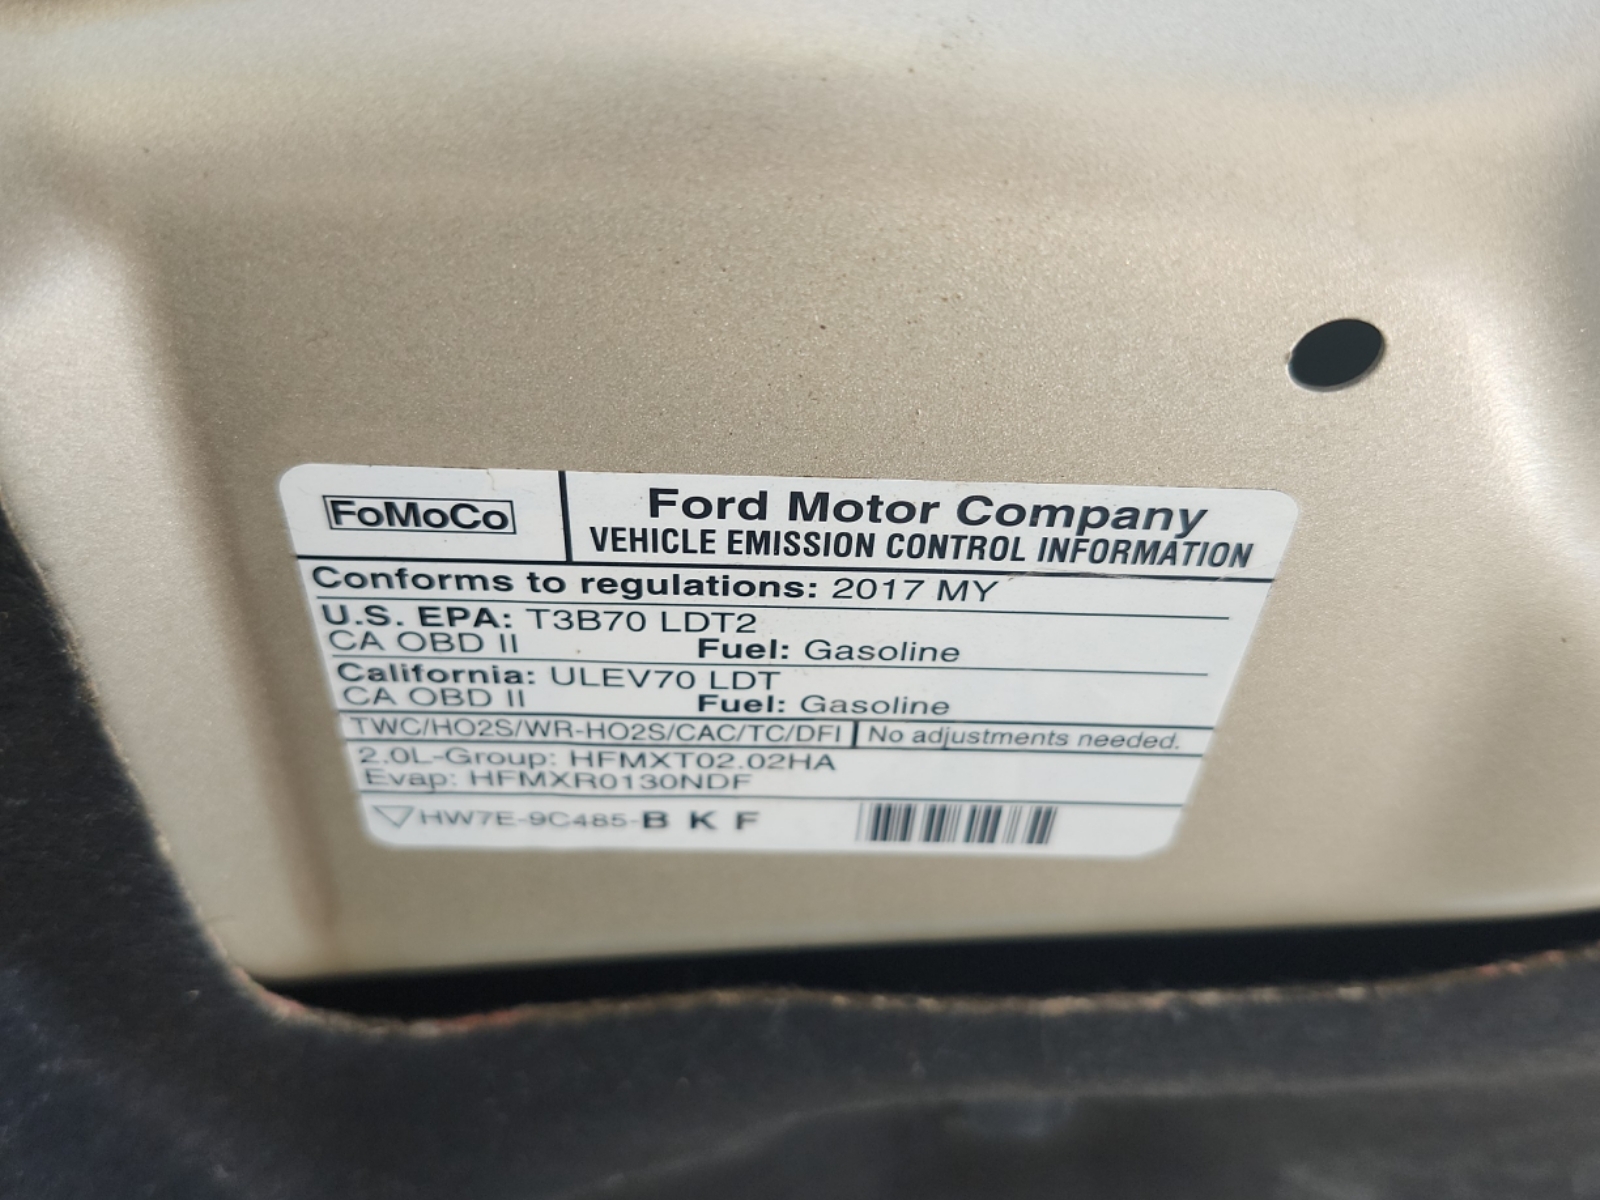 FoMoCo
Ford Motor Company
VEHICLE EMISSION CONTROL INFORMATION
Conforms to regulations: 2017 MY
U.S. EPA: T3B70 LDT2
CA OBD II Fuel: Gasoline
California: ULEV70 LDT
CA OBD II Fuel: Gasoline
TWC/HO2S/WR-HO2S/CAC/TC/DFI No adjustments needed.
2.0L-Group: HFMXT02.02HA
Evap: HFMXR0130NDF
HW7E-9C485-B K F